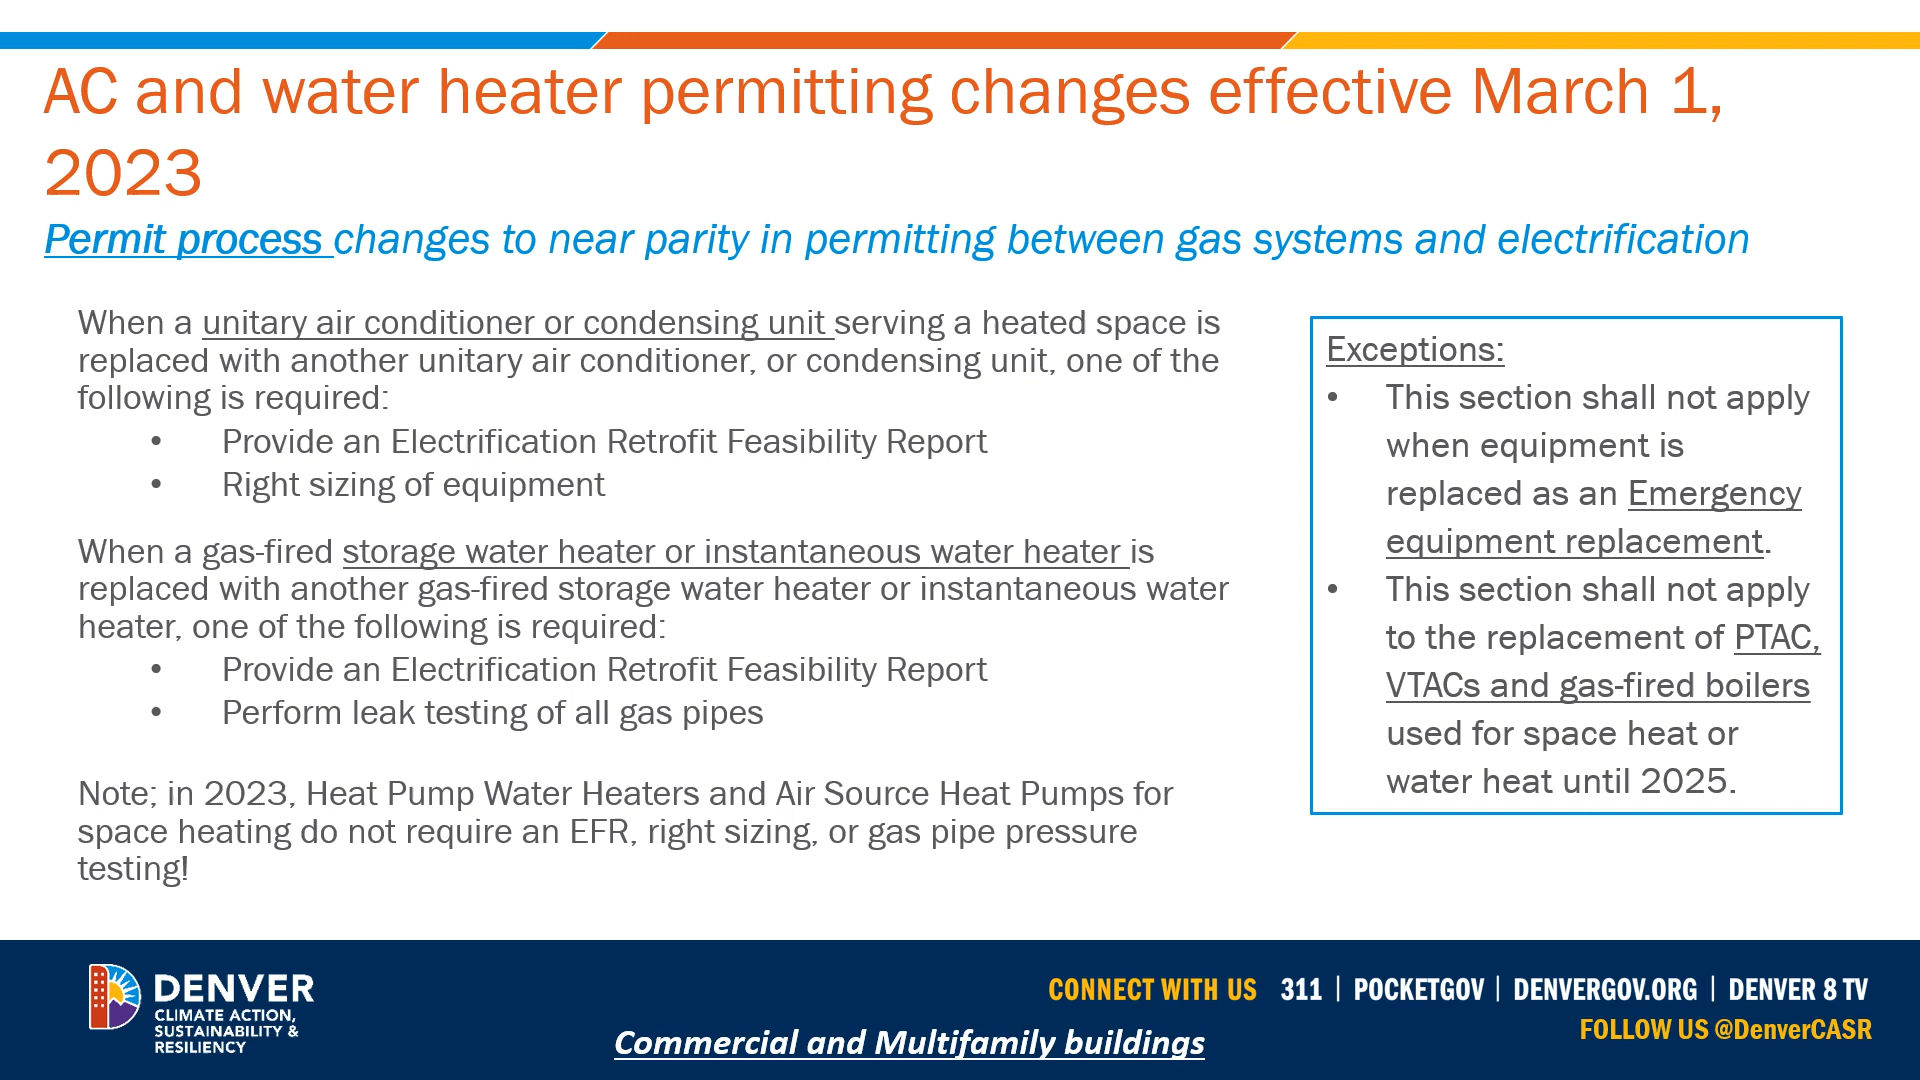 AC and water heater permitting changes effective March 1,
2023
Permit process changes to near parity in permitting between gas systems and electrification
When a unitary air conditioner or condensing unit serving a heated space is
replaced with another unitary air conditioner, or condensing unit, one of the
following is required:
• Provide an Electrification Retrofit Feasibility Report
• Right sizing of equipment
When a gas-fired storage water heater or instantaneous water heater is
replaced with another gas-fired storage water heater or instantaneous water
heater, one of the following is required:
• Provide an Electrification Retrofit Feasibility Report
• Perform leak testing of all gas pipes
Note; in 2023, Heat Pump Water Heaters and Air Source Heat Pumps for
space heating do not require an EFR, right sizing, or gas pipe pressure
testing!
Exceptions:
• This section shall not apply
when equipment is
replaced as an Emergency
equipment replacement.
• This section shall not apply
to the replacement of PTAC,
VTACs and gas-fired boilers
used for space heat or
water heat until 2025.
DENVER
CLIMATE ACTION,
SUSTAINABILITY &
RESILIENCY
Commercial and Multifamily buildings
CONNECT WITH US 311 | POCKETGOV | DENVERGOV.ORG | DENVER 8 TV
FOLLOW US @DenverCASR